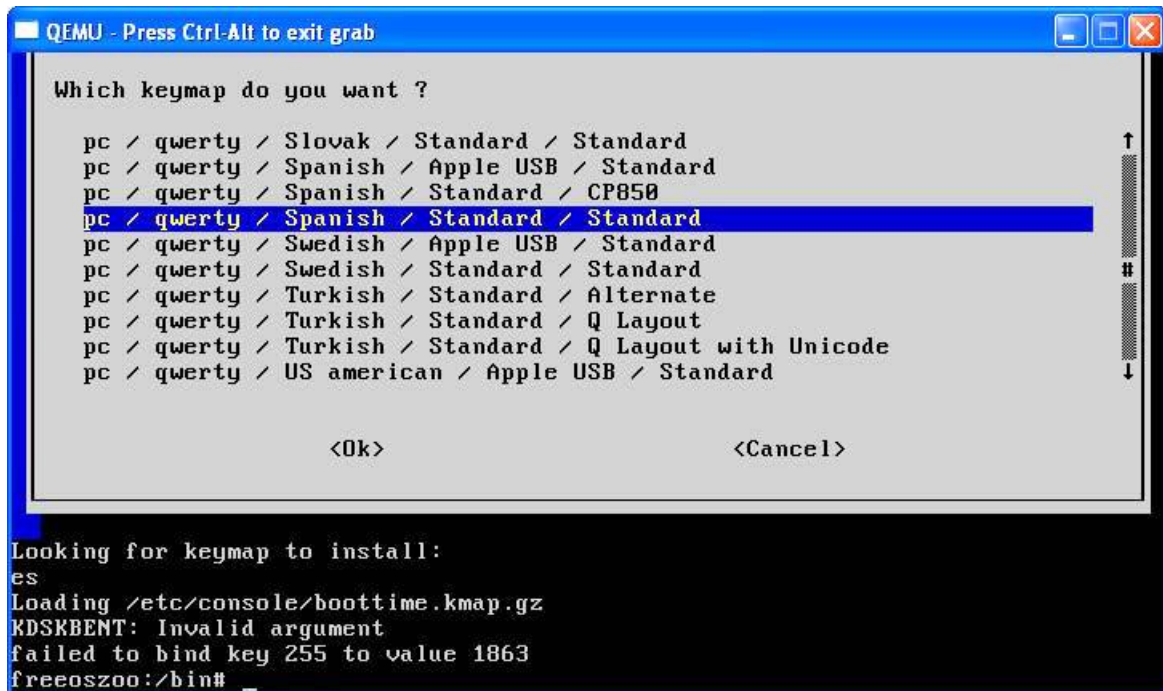 QEMU - Press Ctrl-Alt to exit grab
Which keymap do you want ?
pc / qwerty / Slovak / Standard / Standard
pc / qwerty / Spanish / Apple USB / Standard
pc / qwerty / Spanish / Standard / CP850
pc / qwerty / Spanish / Standard / Standard
pc / qwerty / Swedish / Apple USB / Standard
pc / qwerty / Swedish / Standard / Standard
pc / qwerty / Turkish / Standard / Alternate
pc / qwerty / Turkish / Standard / Q Layout
pc / qwerty / Turkish / Standard / Q Layout with Unicode
pc / qwerty / US american / Apple USB / Standard
<Ok> <Cancel>
Looking for keymap to install:
es
Loading /etc/console/boottime.kmap.gz
KDSKBENT: Invalid argument
failed to bind key 255 to value 1863
freeoszoo:/bin# _